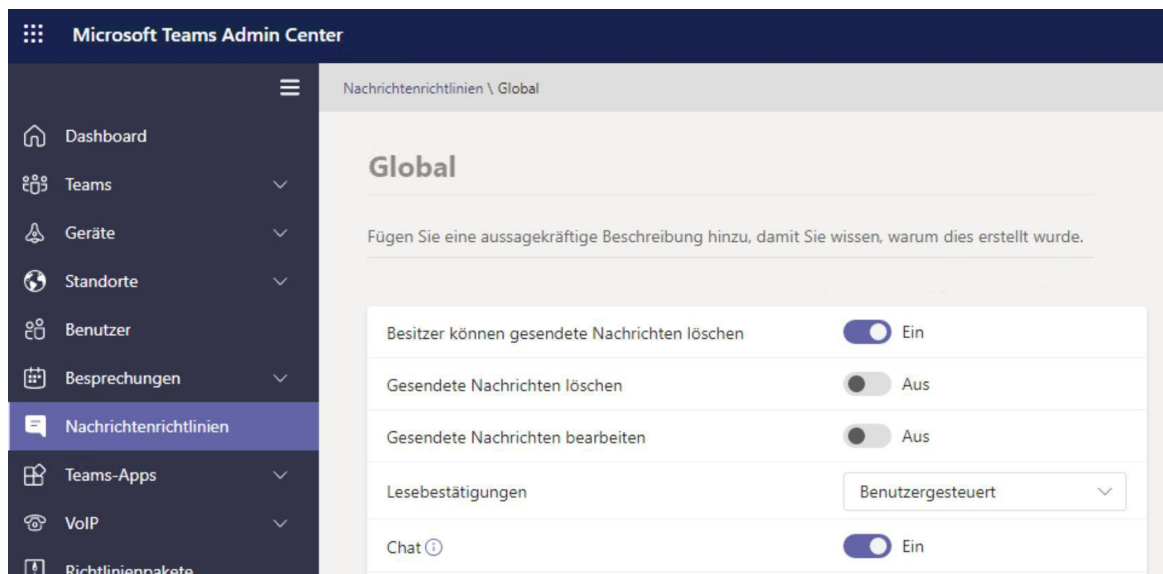 Microsoft Teams Admin Center
Nachrichtenrichtlinien \ Global
Dashboard
Teams
Geräte
Standorte
Benutzer
Besprechungen
Nachrichtenrichtlinien
Teams-Apps
VoIP
Richtlinienpakete
Global
Fügen Sie eine aussagekräftige Beschreibung hinzu, damit Sie wissen, warum dies erstellt wurde.
Besitzer können gesendete Nachrichten löschen Ein
Gesendete Nachrichten löschen Aus
Gesendete Nachrichten bearbeiten Aus
Lesebestätigungen Benutzergesteuert
Chat Ein